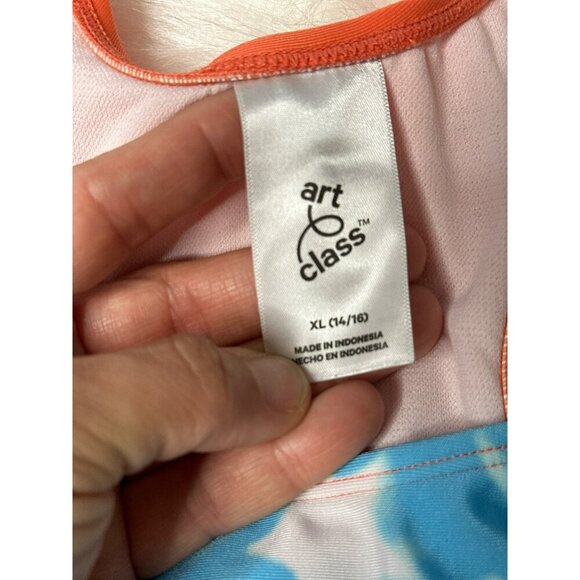 art
class™
XL (14/16)
MADE IN INDONESIA
HECHO EN INDONESIA